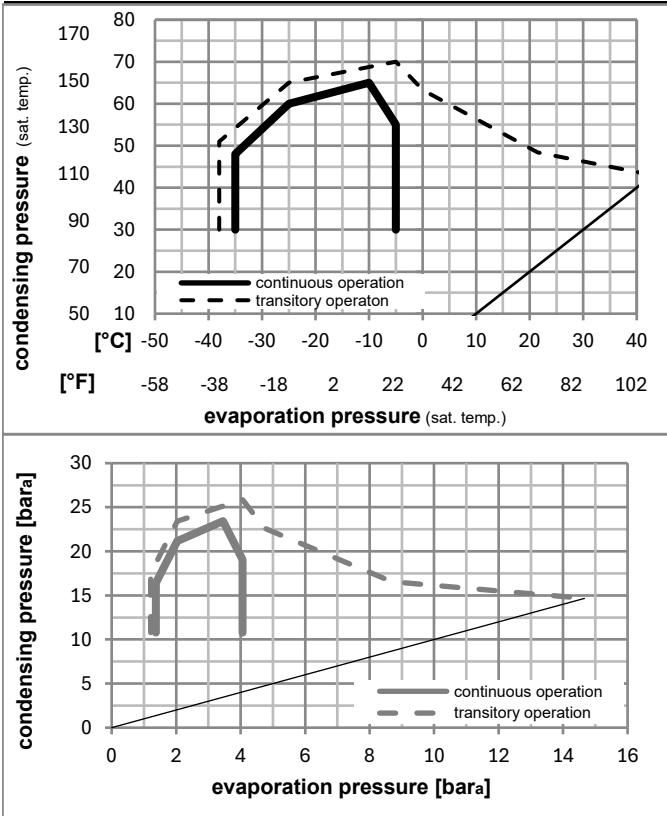 condensing pressure (sat. temp.)
170 80
70
150 60
130 50
110 40
90 30
70 20
50 10
continuous operation
transitory operaton
[°C] -50 -40 -30 -20 -10 0 10 20 30 40
[°F] -58 -38 -18 2 22 42 62 82 102
evaporation pressure (sat. temp.)
condensing pressure [bara]
30
25
20
15
10
5
0
continuous operation
transitory operation
0 2 4 6 8 10 12 14 16
evaporation pressure [bara]